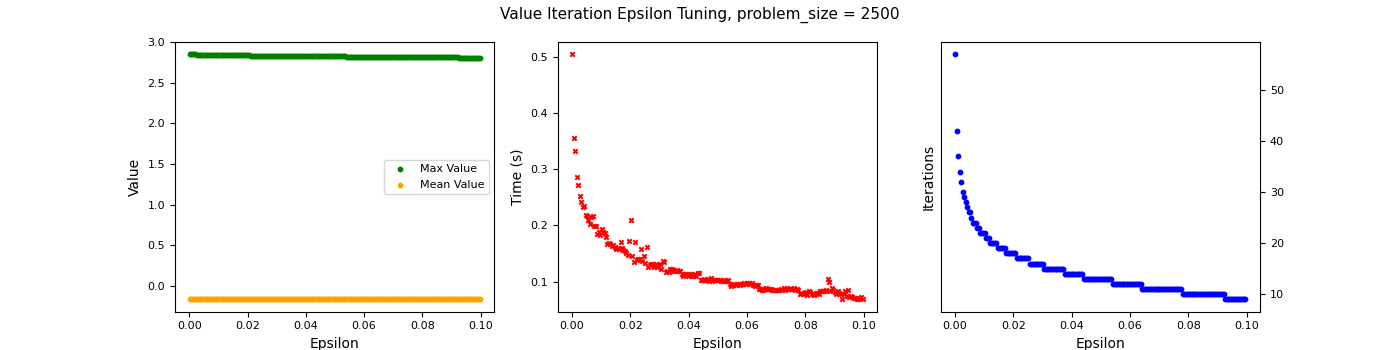 Value Iteration Epsilon Tuning, problem_size = 2500
Value
3.0
2.5
2.0
1.5
1.0
0.5
0.0
Max Value
Mean Value
0.00 0.02 0.04 0.06 0.08 0.10
Epsilon
Time (s)
0.5
0.4
0.3
0.2
0.1
0.00 0.02 0.04 0.06 0.08 0.10
Epsilon
Iterations
50
40
30
20
10
0.00 0.02 0.04 0.06 0.08 0.10
Epsilon